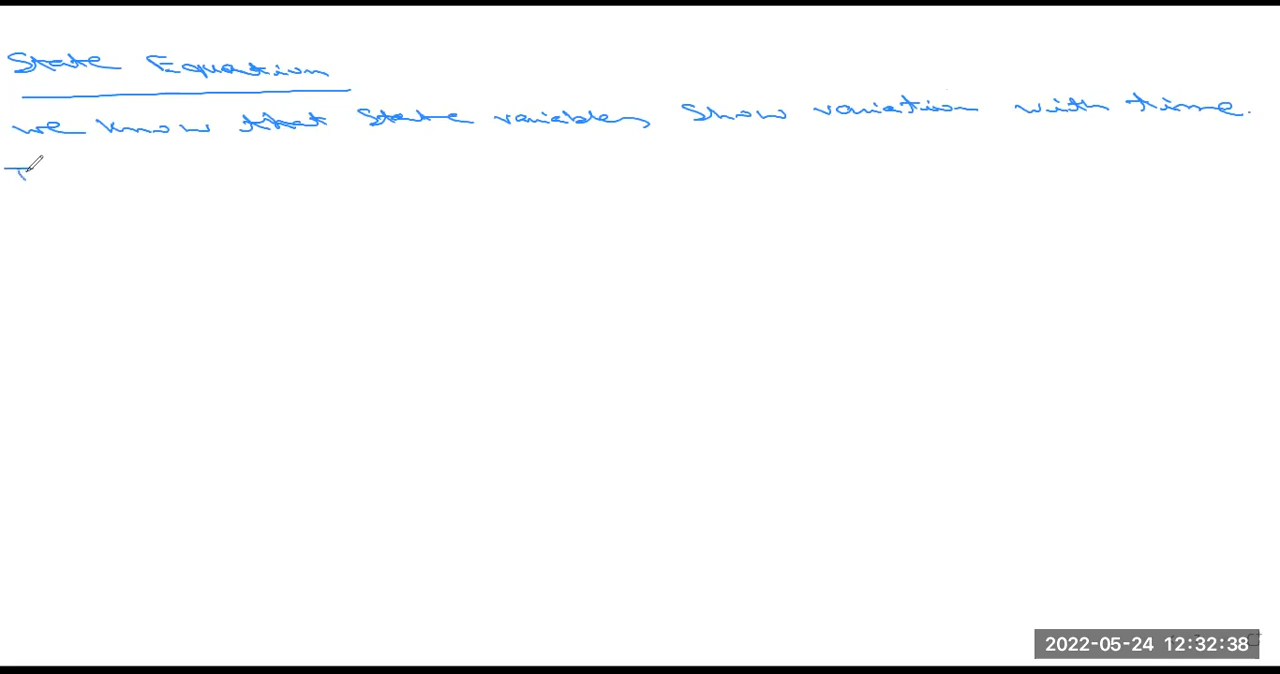 State Equation
we know that state variables show variation with time.
T
2022-05-24 12:32:38